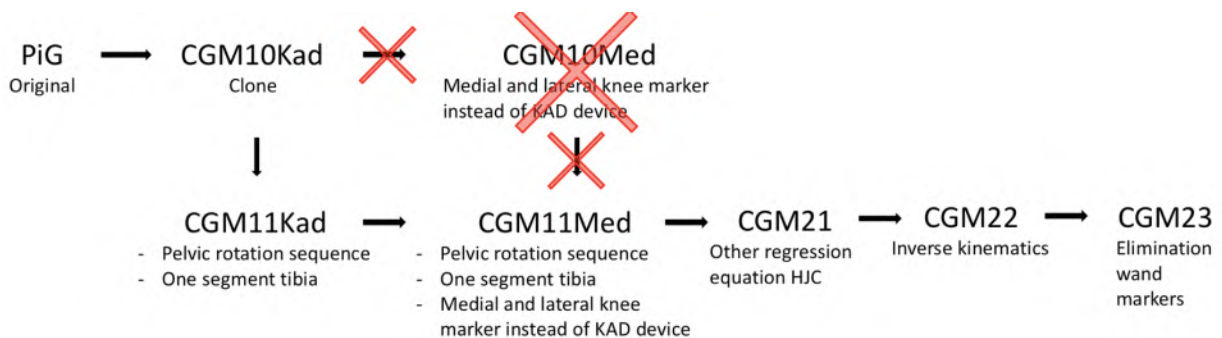 PiG
Original
CGM10Kad
Clone
CGM10Med
Medial and lateral knee marker
instead of KAD device
CGM11Kad
- Pelvic rotation sequence
- One segment tibia
CGM11Med
- Pelvic rotation sequence
- One segment tibia
- Medial and lateral knee
marker instead of KAD device
CGM21
Other regression
equation HJC
CGM22
Inverse kinematics
CGM23
Elimination
wand
markers